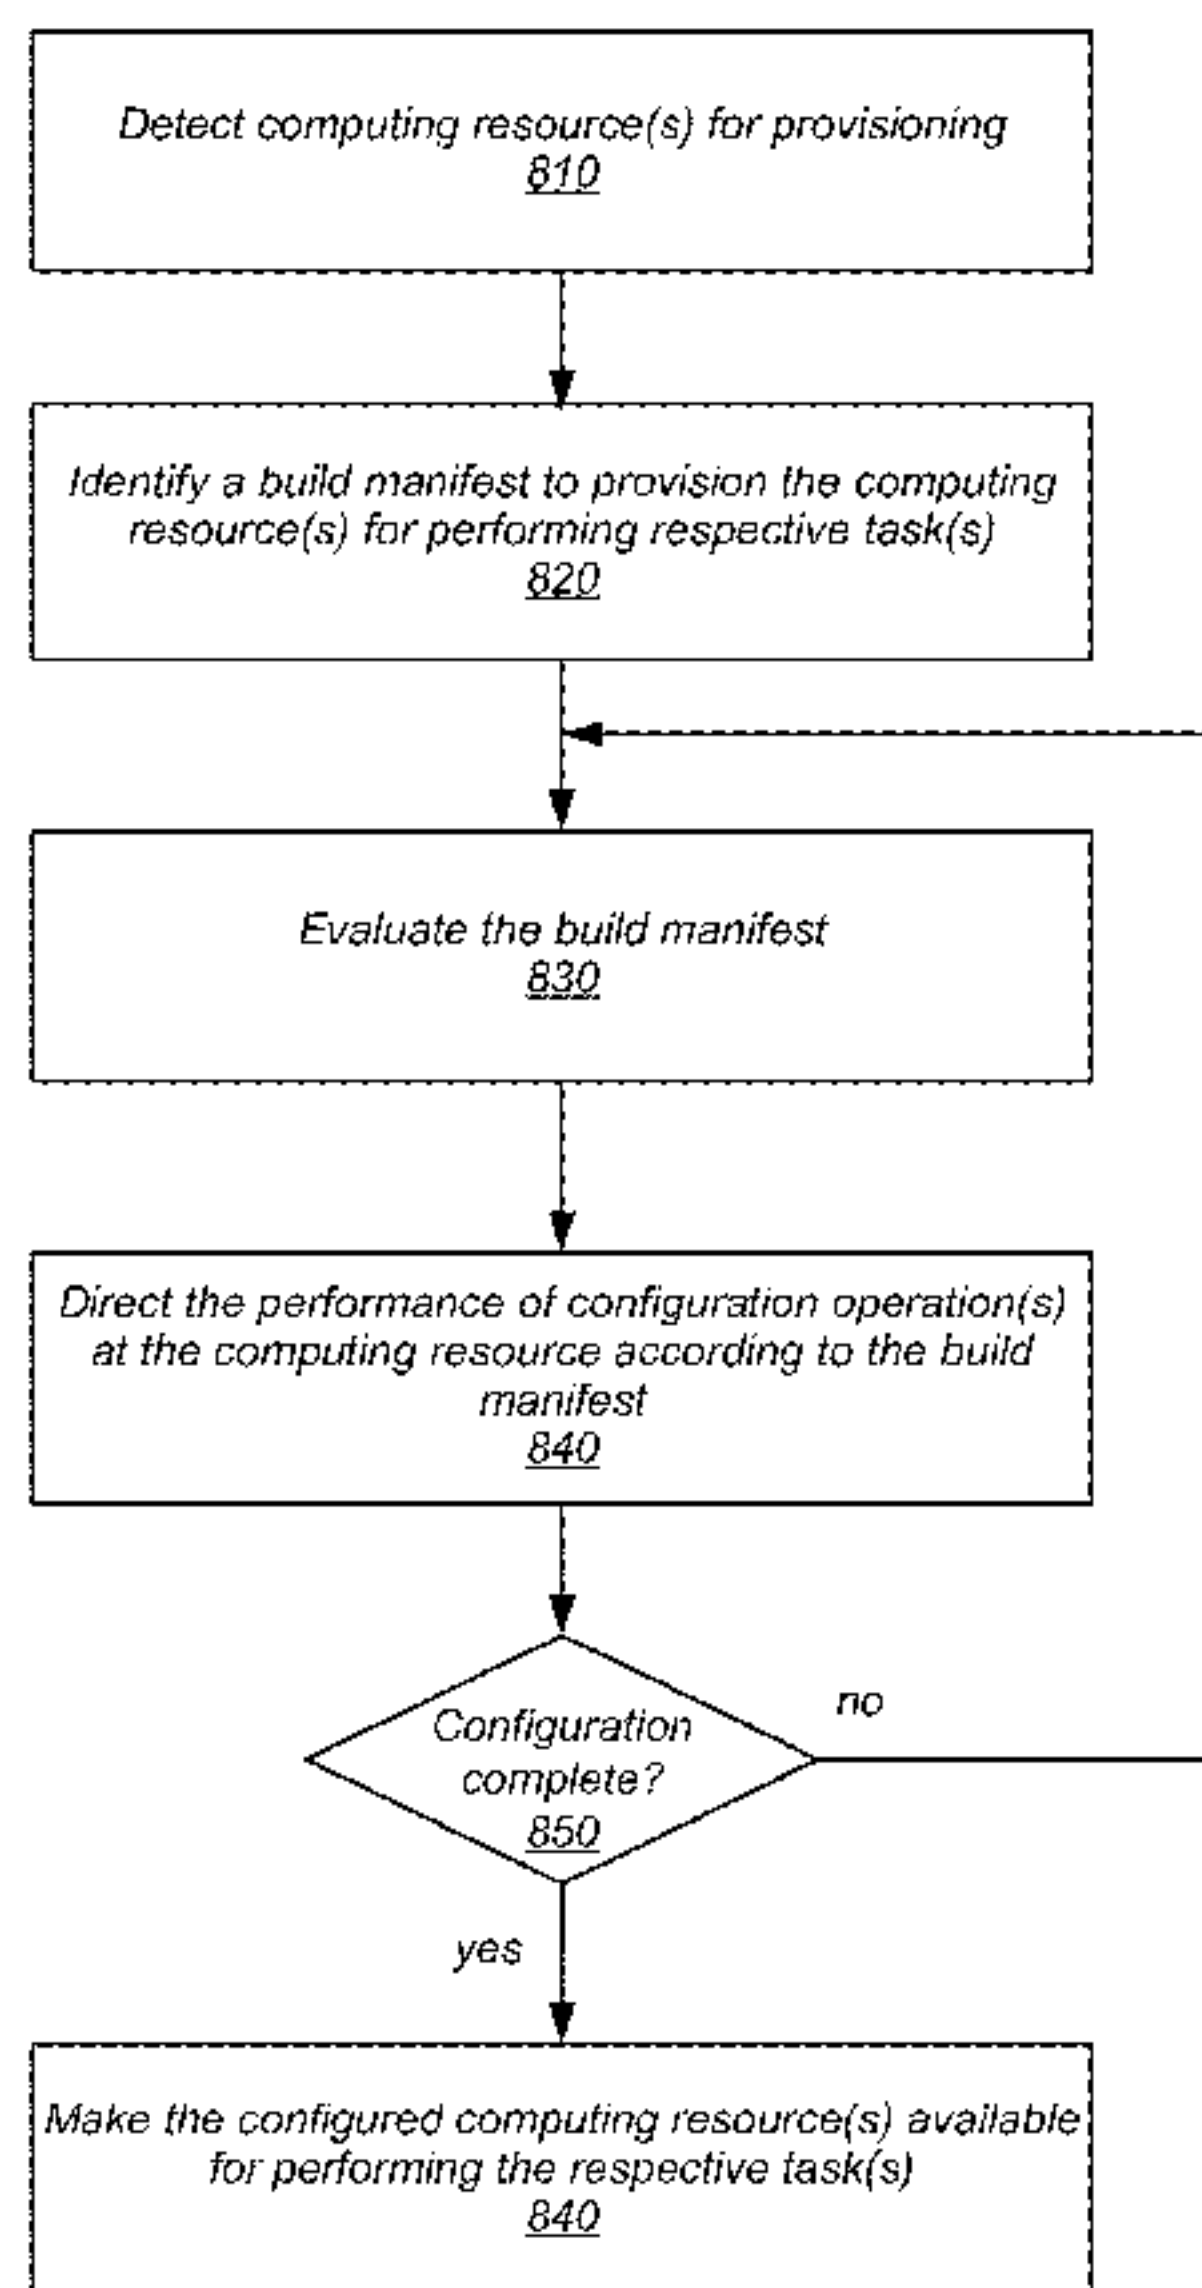 Detect computing resource(s) for provisioning
810
Identify a build manifest to provision the computing
resource(s) for performing respective task(s)
820
Evaluate the build manifest
830
Direct the performance of configuration operation(s)
at the computing resource according to the build
manifest
840
Configuration
complete?
850
no
yes
Make the configured computing resource(s) available
for performing the respective task(s)
840